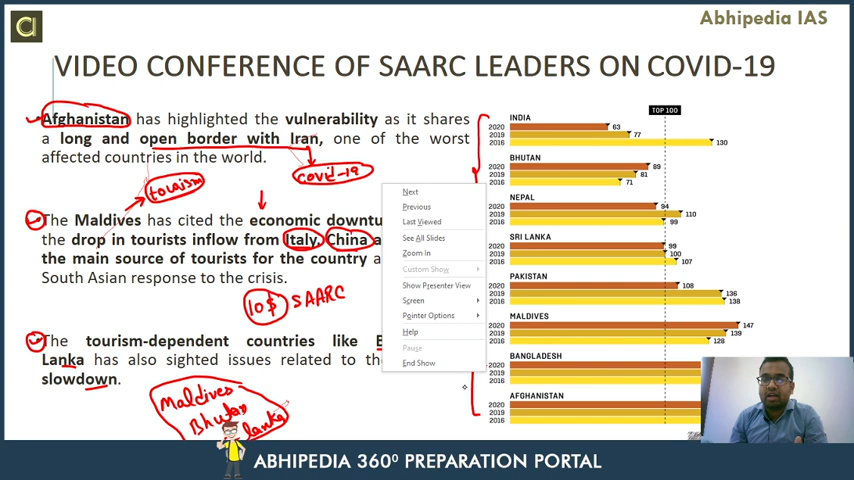 Abhipedia IAS
VIDEO CONFERENCE OF SAARC LEADERS ON COVID-19
Afghanistan has highlighted the vulnerability as it shares
a long and open border with Iran, one of the worst
affected countries in the world.
covid-19
tourism
The Maldives has cited the economic downtu
the drop in tourists inflow from Italy, China a
the main source of tourists for the country a
South Asian response to the crisis.
10$ SAARC
The tourism-dependent countries like B
Lanka has also sighted issues related to the
slowdown.
Maldives
Bhutan
lanka
Next
Previous
Last Viewed
See All Slides
Zoom In
Custom Show
Show Presenter View
Screen
Pointer Options
Help
Pause
End Show
TOP 100
INDIA
2020 63
2019 77
2016 130
BHUTAN
2020 89
2019 81
2016 71
NEPAL
2020 94
2019 110
2016 99
SRI LANKA
2020 99
2019 100
2016 107
PAKISTAN
2020 108
2019 136
2016 138
MALDIVES
2020 147
2019 139
2016 128
BANGLADESH
2020
2019
2016
AFGHANISTAN
2020
2019
2016
ABHIPEDIA 360⁰ PREPARATION PORTAL